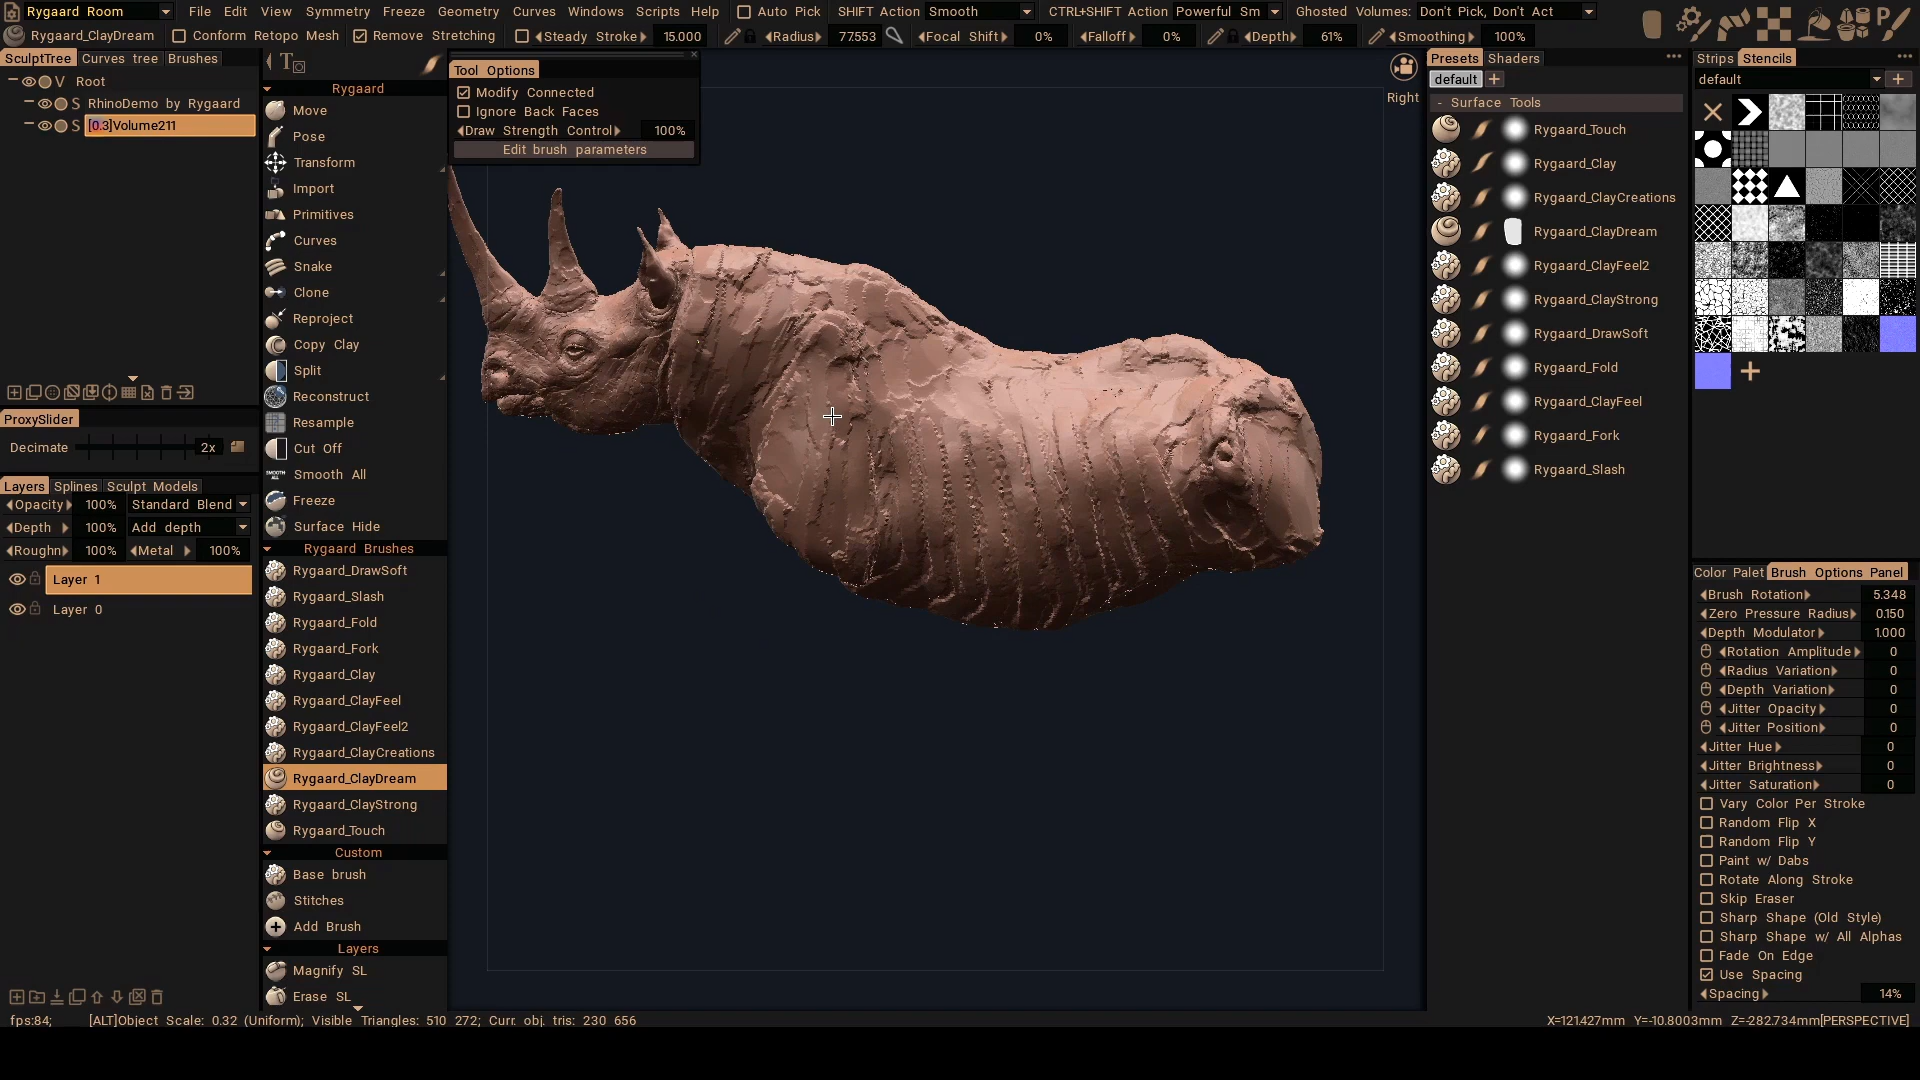 Rygaard Room File Edit View Symmetry Freeze Geometry Curves Windows Scripts Help Auto Pick SHIFT Action Smooth CTRL+SHIFT Action Powerful Sm Ghosted Volumes: Don't Pick, Don't Act
Rygaard_ClayDream Conform Retopo Mesh Remove Stretching Steady Stroke 15.000 Radius 77.553 Focal Shift 0% Falloff 0% Depth 61% Smoothing 100%
SculptTree Curves tree Brushes
V Root
S RhinoDemo by Rygaard
S [0.3]Volume211
ProxySlider
Decimate 2x
Layers Splines Sculpt Models
Opacity 100% Standard Blend
Depth 100% Add depth
Roughn 100% Metal 100%
Layer 1
Layer 0
Rygaard
Move
Pose
Transform
Import
Primitives
Curves
Snake
Clone
Reproject
Copy Clay
Split
Reconstruct
Resample
Cut Off
SMOOTH ALL Smooth All
Freeze
Surface Hide
Rygaard Brushes
Rygaard_DrawSoft
Rygaard_Slash
Rygaard_Fold
Rygaard_Fork
Rygaard_Clay
Rygaard_ClayFeel
Rygaard_ClayFeel2
Rygaard_ClayCreations
Rygaard_ClayDream
Rygaard_ClayStrong
Rygaard_Touch
Custom
Base brush
Stitches
Add Brush
Layers
Magnify SL
Erase SL
Tool Options
Modify Connected
Ignore Back Faces
Draw Strength Control 100%
Edit brush parameters
Right
Presets Shaders
default
- Surface Tools
Rygaard_Touch
Rygaard_Clay
Rygaard_ClayCreations
Rygaard_ClayDream
Rygaard_ClayFeel2
Rygaard_ClayStrong
Rygaard_DrawSoft
Rygaard_Fold
Rygaard_ClayFeel
Rygaard_Fork
Rygaard_Slash
Strips Stencils
default
Color Palet Brush Options Panel
Brush Rotation 5.348
Zero Pressure Radius 0.150
Depth Modulator 1.000
Rotation Amplitude 0
Radius Variation 0
Depth Variation 0
Jitter Opacity 0
Jitter Position 0
Jitter Hue 0
Jitter Brightness 0
Jitter Saturation 0
Vary Color Per Stroke
Random Flip X
Random Flip Y
Paint w/ Dabs
Rotate Along Stroke
Skip Eraser
Sharp Shape (Old Style)
Sharp Shape w/ All Alphas
Fade On Edge
Use Spacing
Spacing 14%
fps:84; [ALT]Object Scale: 0.32 (Uniform); Visible Triangles: 510 272; Curr. obj. tris: 230 656 X=121.427mm Y=-10.8003mm Z=-282.734mm[PERSPECTIVE]